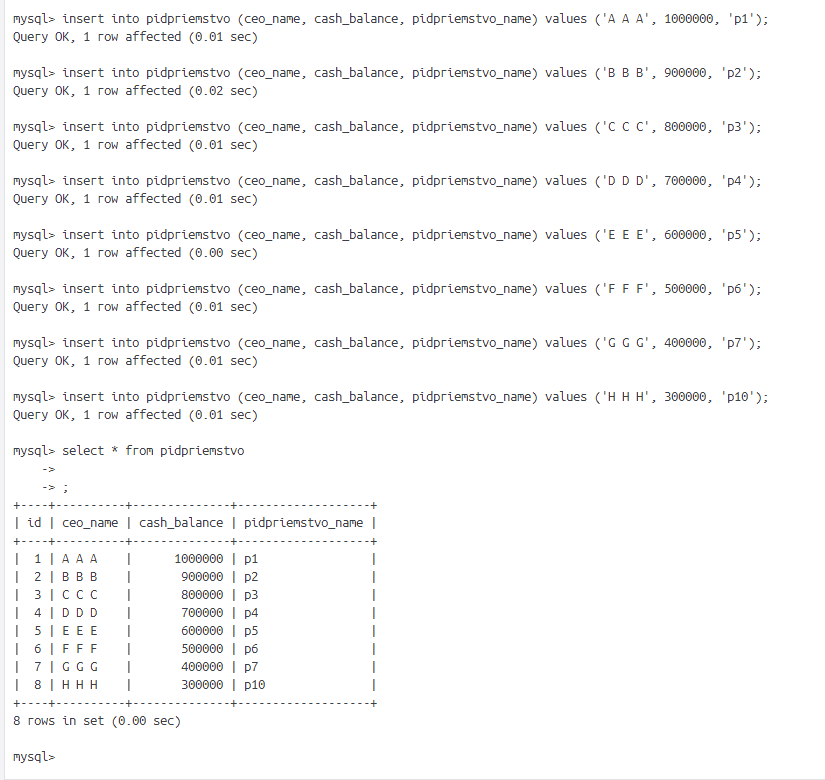 mysql> insert into pidpriemstvo (ceo_name, cash_balance, pidpriemstvo_name) values ('A A A', 1000000, 'p1');
Query OK, 1 row affected (0.01 sec)

mysql> insert into pidpriemstvo (ceo_name, cash_balance, pidpriemstvo_name) values ('B B B', 900000, 'p2');
Query OK, 1 row affected (0.02 sec)

mysql> insert into pidpriemstvo (ceo_name, cash_balance, pidpriemstvo_name) values ('C C C', 800000, 'p3');
Query OK, 1 row affected (0.01 sec)

mysql> insert into pidpriemstvo (ceo_name, cash_balance, pidpriemstvo_name) values ('D D D', 700000, 'p4');
Query OK, 1 row affected (0.01 sec)

mysql> insert into pidpriemstvo (ceo_name, cash_balance, pidpriemstvo_name) values ('E E E', 600000, 'p5');
Query OK, 1 row affected (0.00 sec)

mysql> insert into pidpriemstvo (ceo_name, cash_balance, pidpriemstvo_name) values ('F F F', 500000, 'p6');
Query OK, 1 row affected (0.01 sec)

mysql> insert into pidpriemstvo (ceo_name, cash_balance, pidpriemstvo_name) values ('G G G', 400000, 'p7');
Query OK, 1 row affected (0.01 sec)

mysql> insert into pidpriemstvo (ceo_name, cash_balance, pidpriemstvo_name) values ('H H H', 300000, 'p10');
Query OK, 1 row affected (0.01 sec)

mysql> select * from pidpriemstvo
    ->
    -> ;
+----+----------+--------------+-------------------+
| id | ceo_name | cash_balance | pidpriemstvo_name |
+----+----------+--------------+-------------------+
|  1 | A A A    |      1000000 | p1                |
|  2 | B B B    |       900000 | p2                |
|  3 | C C C    |       800000 | p3                |
|  4 | D D D    |       700000 | p4                |
|  5 | E E E    |       600000 | p5                |
|  6 | F F F    |       500000 | p6                |
|  7 | G G G    |       400000 | p7                |
|  8 | H H H    |       300000 | p10               |
+----+----------+--------------+-------------------+
8 rows in set (0.00 sec)

mysql>